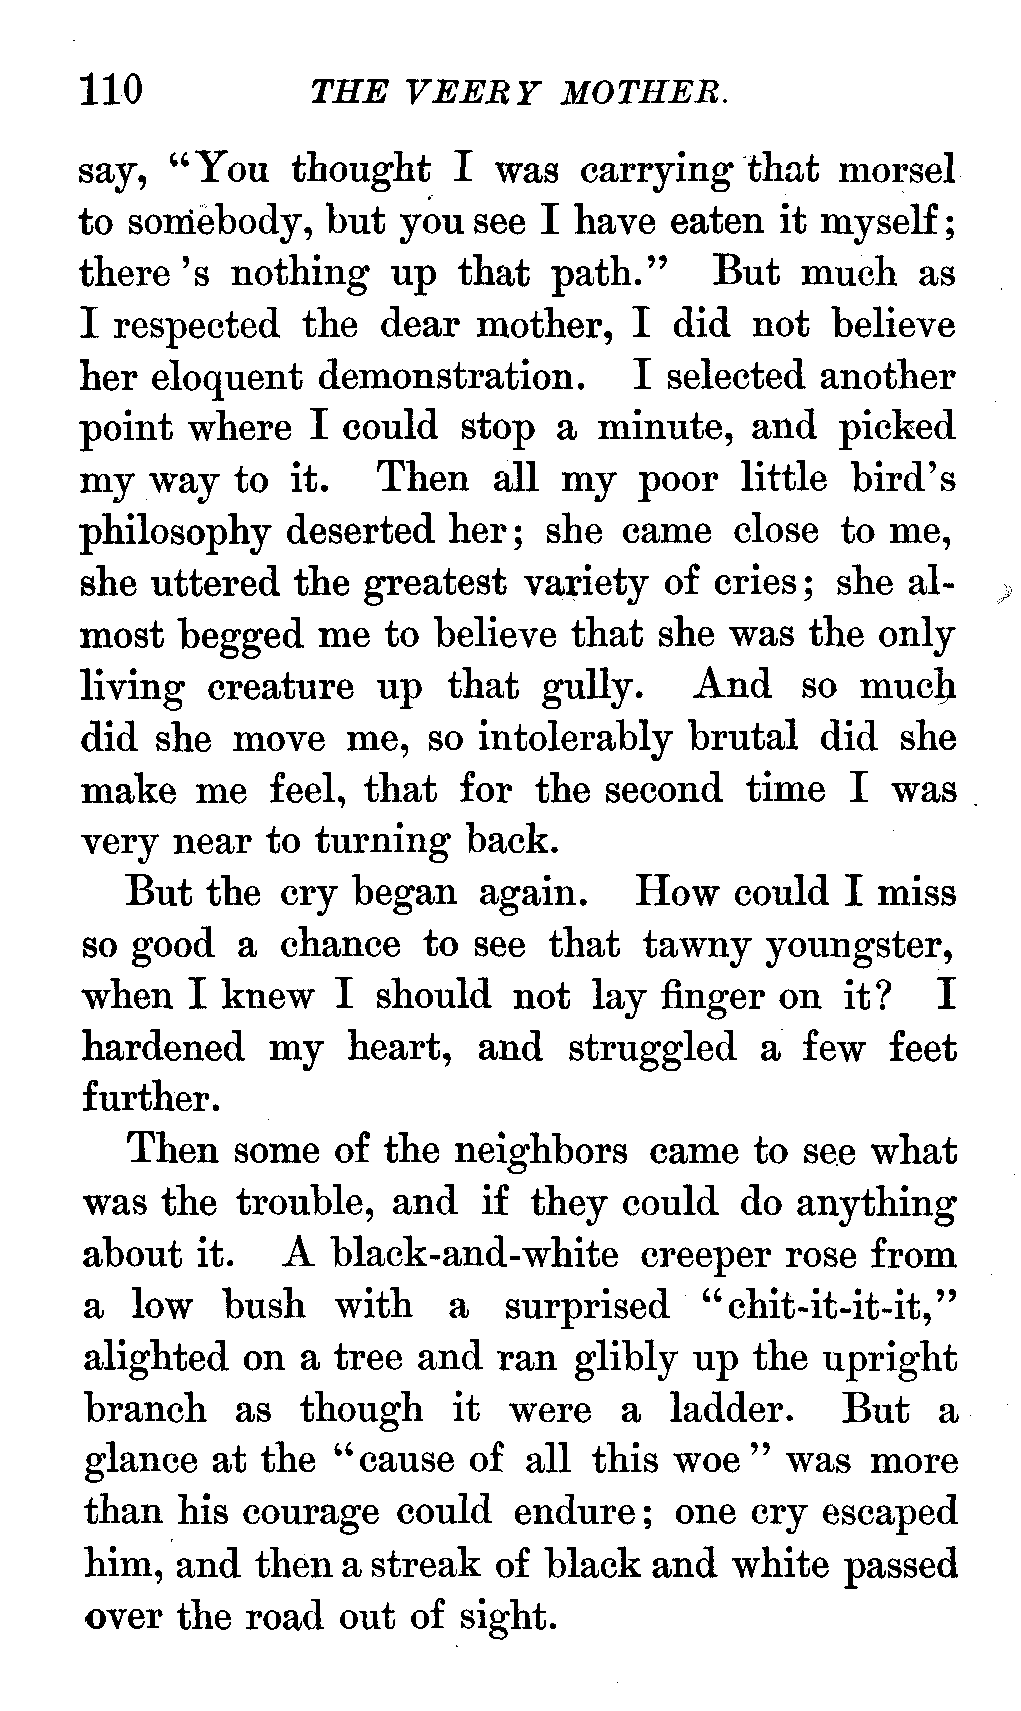 110 THE VEERY MOTHER.
say, "You thought I was carrying that morsel
to somebody, but you see I have eaten it myself;
there 's nothing up that path." But much as
I respected the dear mother, I did not believe
her eloquent demonstration. I selected another
point where I could stop a minute, and picked
my way to it. Then all my poor little bird's
philosophy deserted her; she came close to me,
she uttered the greatest variety of cries; she al-
most begged me to believe that she was the only
living creature up that gully. And so much
did she move me, so intolerably brutal did she
make me feel, that for the second time I was
very near to turning back.
But the cry began again. How could I miss
so good a chance to see that tawny youngster,
when I knew I should not lay finger on it? I
hardened my heart, and struggled a few feet
further.
Then some of the neighbors came to see what
was the trouble, and if they could do anything
about it. A black-and-white creeper rose from
a low bush with a surprised "chit-it-it-it,"
alighted on a tree and ran glibly up the upright
branch as though it were a ladder. But a
glance at the "cause of all this woe" was more
than his courage could endure; one cry escaped
him, and then a streak of black and white passed
over the road out of sight.